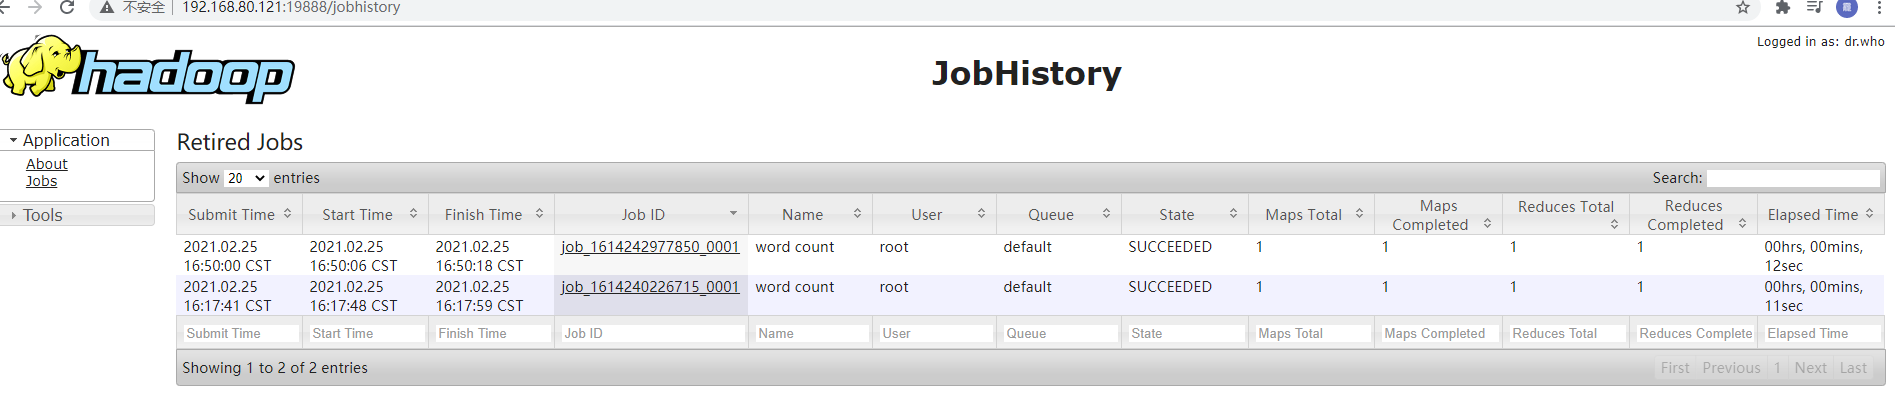 不安全 | 192.168.80.121:19888/jobhistory
Logged in as: dr.who
hadoop
JobHistory
Application
About
Jobs
Tools
Retired Jobs
Show 20 entries
Search:
Submit Time Start Time Finish Time Job ID Name User Queue State Maps Total Maps Completed Reduces Total Reduces Completed Elapsed Time
2021.02.25 16:50:00 CST 2021.02.25 16:50:06 CST 2021.02.25 16:50:18 CST job_1614242977850_0001 word count root default SUCCEEDED 1 1 1 1 00hrs, 00mins, 12sec
2021.02.25 16:17:41 CST 2021.02.25 16:17:48 CST 2021.02.25 16:17:59 CST job_1614240226715_0001 word count root default SUCCEEDED 1 1 1 1 00hrs, 00mins, 11sec
Submit Time Start Time Finish Time Job ID Name User Queue State Maps Total Maps Completed Reduces Total Reduces Complete Elapsed Time
Showing 1 to 2 of 2 entries
First Previous 1 Next Last